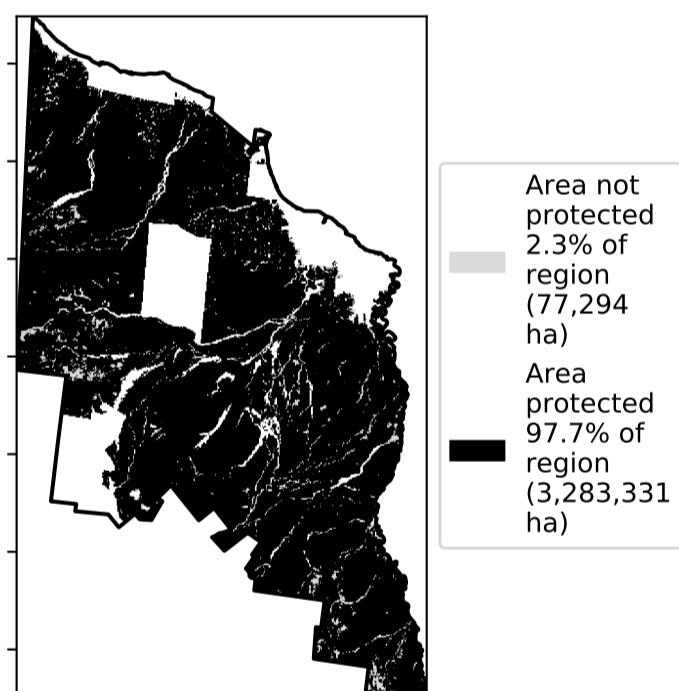 Area not
protected
2.3% of
region
(77,294
ha)
Area
protected
97.7% of
region
(3,283,331
ha)